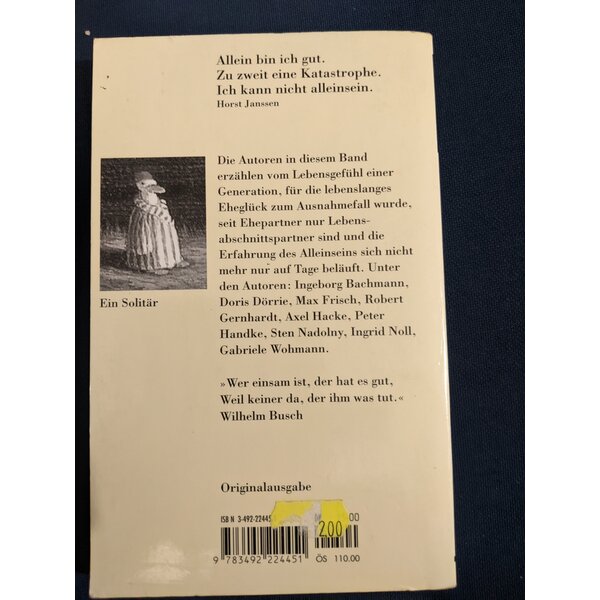 Allein bin ich gut.
Zu zweit eine Katastrophe.
Ich kann nicht alleinsein.
Horst Janssen
Die Autoren in diesem Band
erzählen vom Lebensgefühl einer
Generation, für die lebenslanges
Eheglück zum Ausnahmefall wurde,
seit Ehepartner nur Lebens-
abschnittspartner sind und die
Erfahrung des Alleinseins sich nicht
mehr nur auf Tage beläuft. Unter
den Autoren: Ingeborg Bachmann,
Doris Dörrie, Max Frisch, Robert
Gernhardt, Axel Hacke, Peter
Handke, Sten Nadolny, Ingrid Noll,
Gabriele Wohmann.
Ein Solitär
»Wer einsam ist, der hat es gut,
Weil keiner da, der ihm was tut.«
Wilhelm Busch
Originalausgabe
ISBN 3-492-2244
00
2.00
9 783492 224451
ÖS 110.00